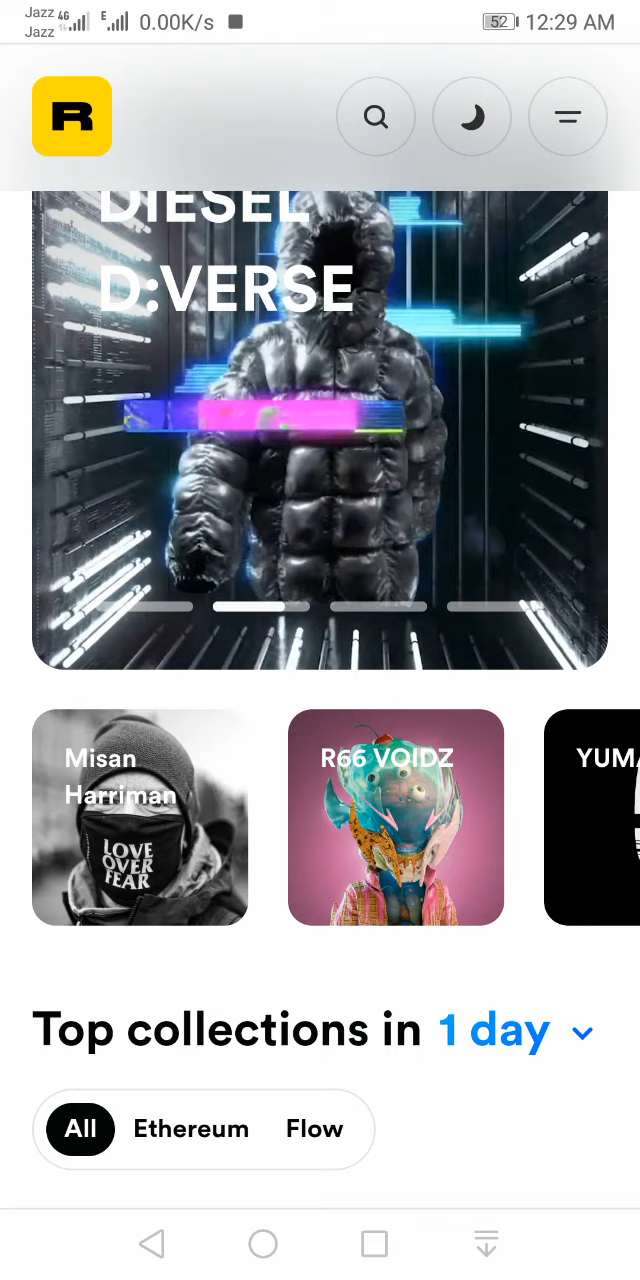 Jazz 4G E 0.00K/s 52 12:29 AM
Jazz
R
DIESEL
D:VERSE
Misan
Harriman
LOVE
OVER
FEAR
R66 VOIDZ
Top collections in 1 day
All Ethereum Flow